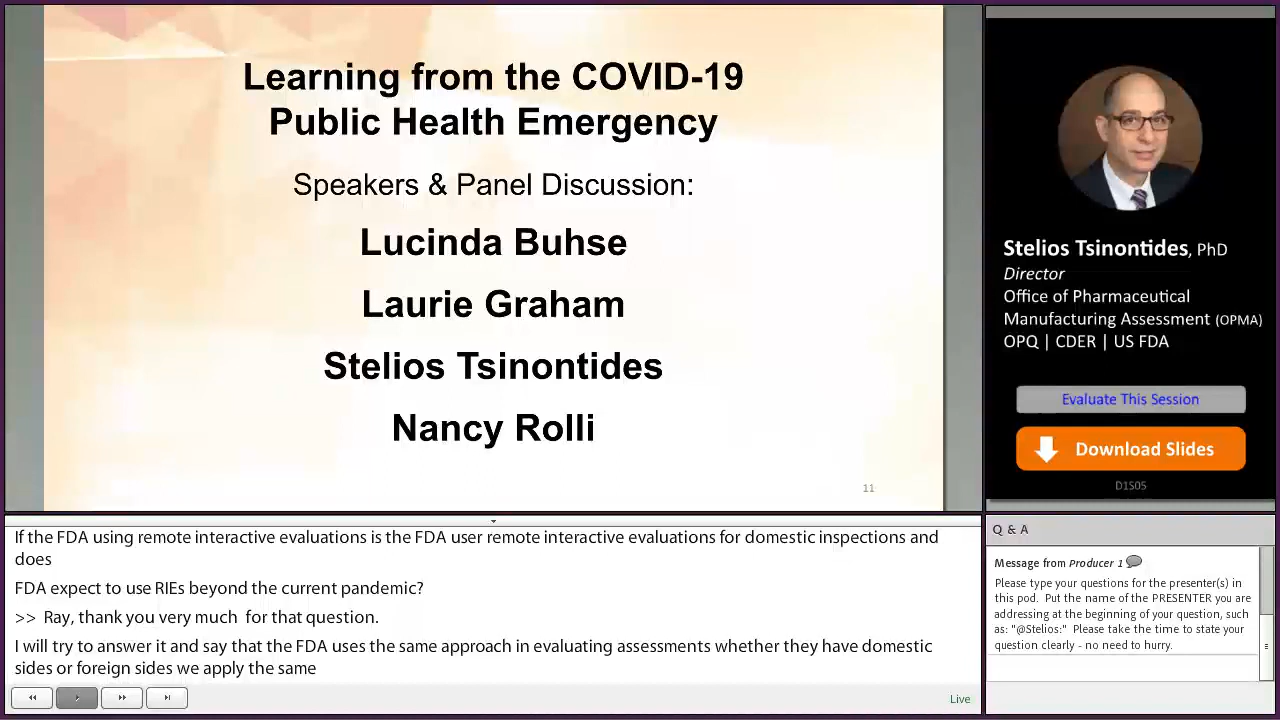 Learning from the COVID-19
Public Health Emergency
Speakers & Panel Discussion:
Lucinda Buhse
Laurie Graham
Stelios Tsinontides
Nancy Rolli
11
Stelios Tsinontides, PhD
Director
Office of Pharmaceutical
Manufacturing Assessment (OPMA)
OPQ | CDER | US FDA
Evaluate This Session
Download Slides
D1S05
If the FDA using remote interactive evaluations is the FDA user remote interactive evaluations for domestic inspections and
does
FDA expect to use RIEs beyond the current pandemic?
>> Ray, thank you very much for that question.
I will try to answer it and say that the FDA uses the same approach in evaluating assessments whether they have domestic
sides or foreign sides we apply the same
Live
Q & A
Message from Producer 1
Please type your questions for the presenter(s) in
this pod. Put the name of the PRESENTER you are
addressing at the beginning of your question, such
as: "@Stelios:" Please take the time to state your
question clearly - no need to hurry.